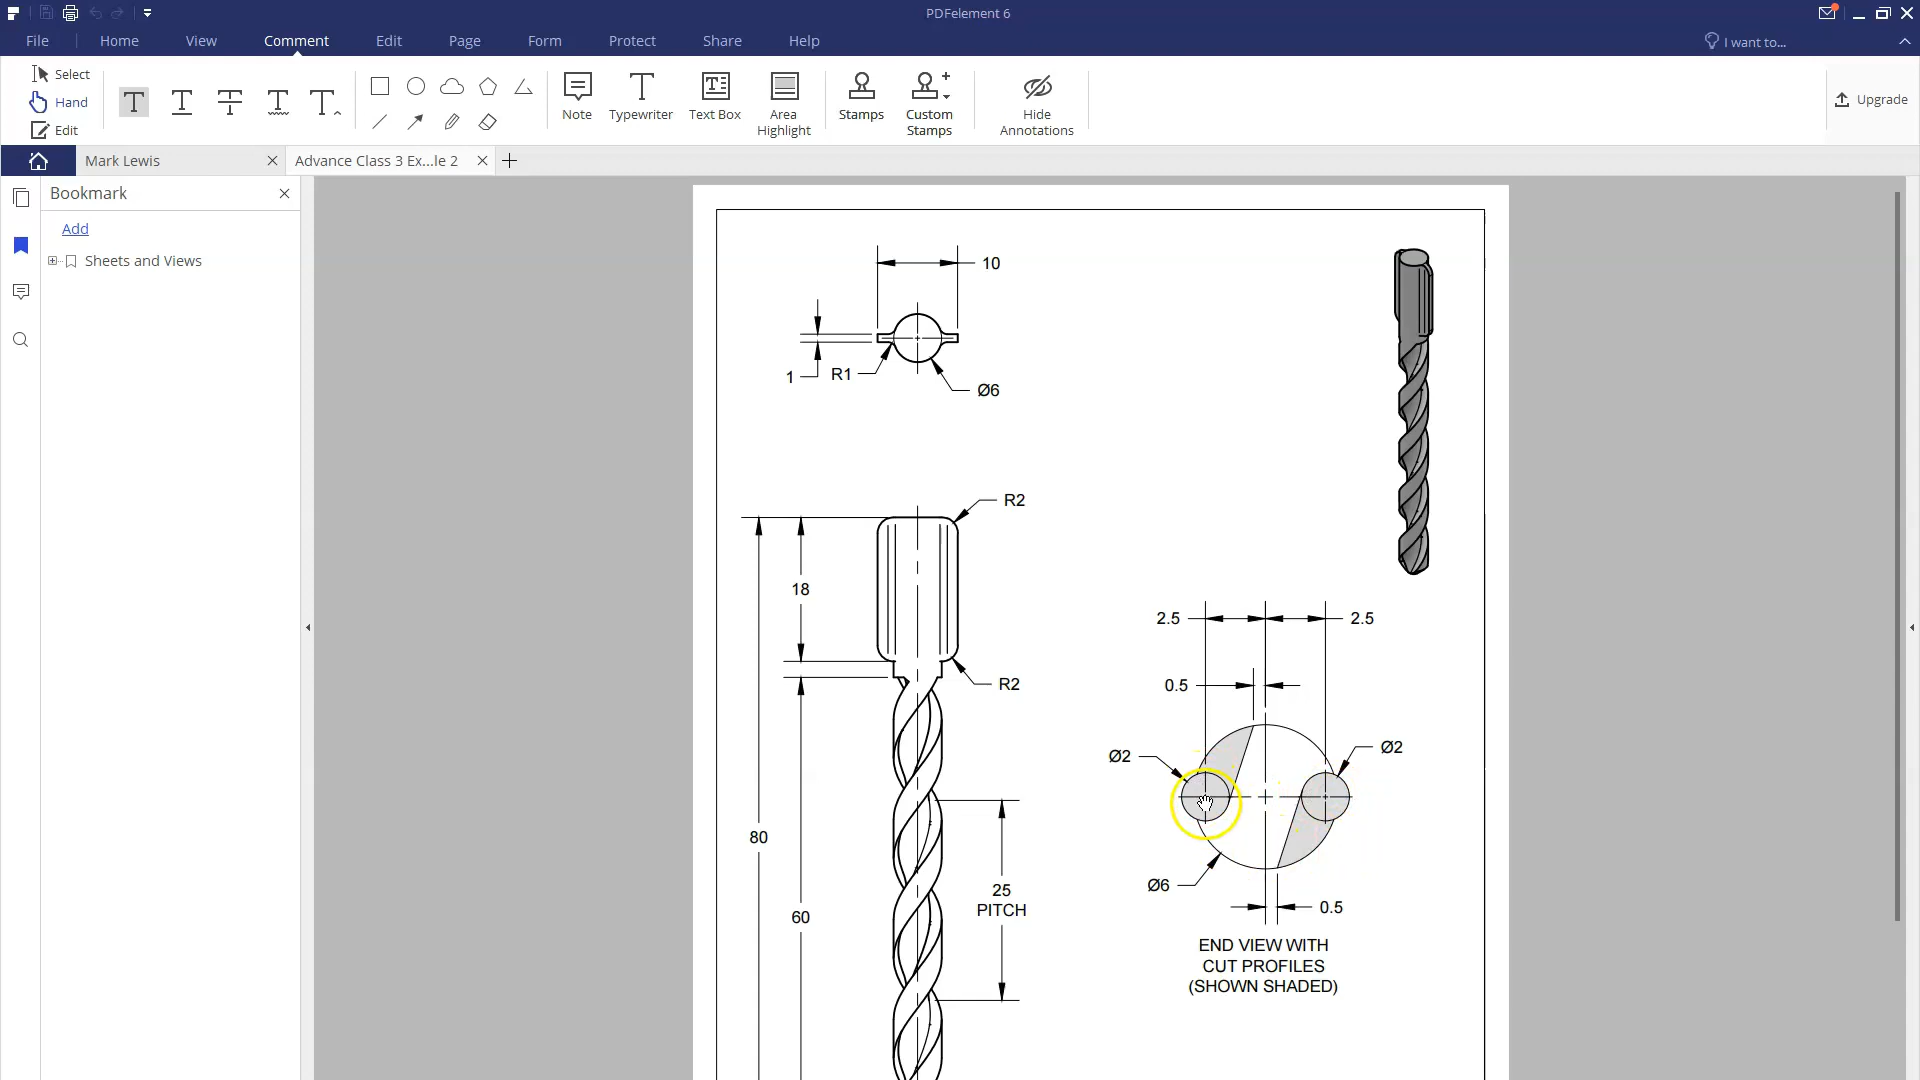 PDFelement 6
File
Home
View
Comment
Edit
Page
Form
Protect
Share
Help
I want to...
Select
Hand
Edit
Note
Typewriter
Text Box
Area
Highlight
Stamps
Custom
Stamps
Hide
Annotations
Upgrade
Mark Lewis
Advance Class 3 Ex...le 2
Bookmark
Add
Sheets and Views
10
1
R1
Ø6
R2
18
R2
80
60
25
PITCH
2.5
2.5
0.5
Ø2
Ø2
Ø6
0.5
END VIEW WITH
CUT PROFILES
(SHOWN SHADED)